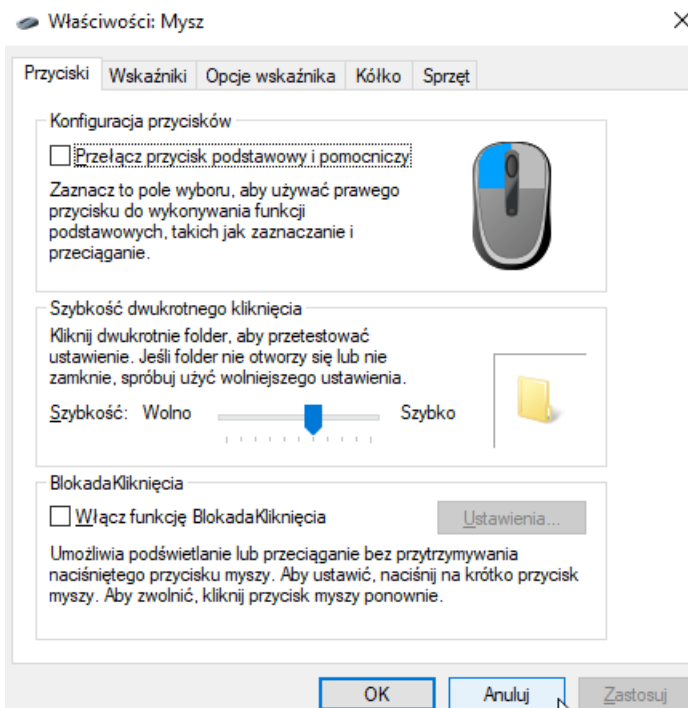 Właściwości: Mysz
Przyciski Wskaźniki Opcje wskaźnika Kółko Sprzęt
Konfiguracja przycisków
Przełącz przycisk podstawowy i pomocniczy
Zaznacz to pole wyboru, aby używać prawego
przycisku do wykonywania funkcji
podstawowych, takich jak zaznaczanie i
przeciąganie.
Szybkość dwukrotnego kliknięcia
Kliknij dwukrotnie folder, aby przetestować
ustawienie. Jeśli folder nie otworzy się lub nie
zamknie, spróbuj użyć wolniejszego ustawienia.
Szybkość: Wolno Szybko
BlokadaKliknięcia
Włącz funkcję BlokadaKliknięcia Ustawienia...
Umożliwia podświetlanie lub przeciąganie bez przytrzymywania
naciśniętego przycisku myszy. Aby ustawić, naciśnij na krótko przycisk
myszy. Aby zwolnić, kliknij przycisk myszy ponownie.
OK Anuluj Zastosuj